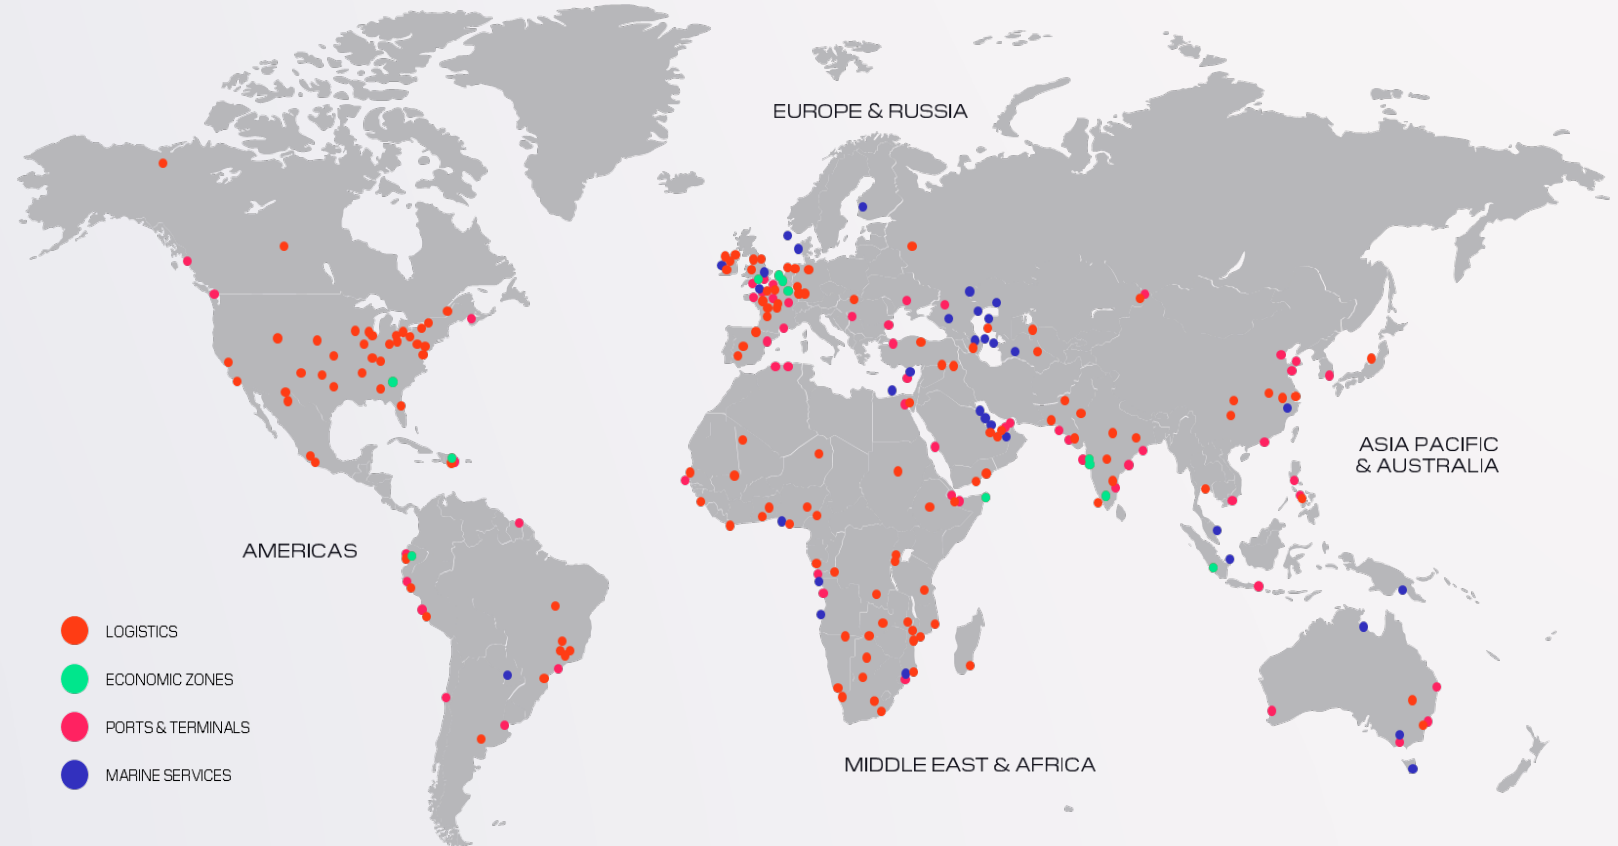 EUROPE & RUSSIA
ASIA PACIFIC
& AUSTRALIA
AMERICAS
MIDDLE EAST & AFRICA
LOGISTICS
ECONOMIC ZONES
PORTS & TERMINALS
MARINE SERVICES